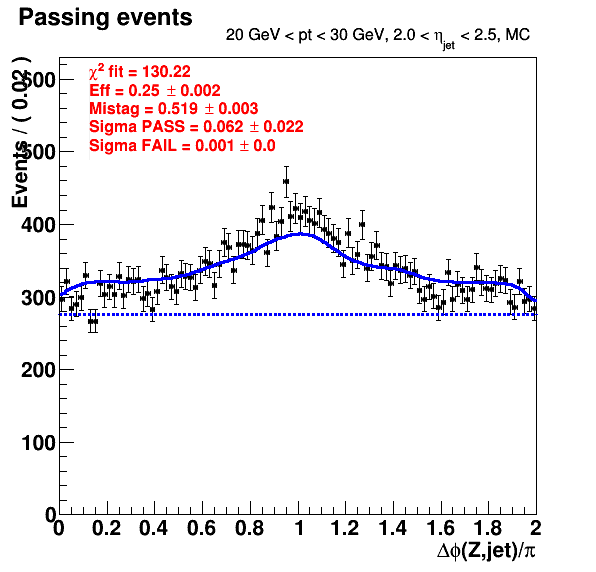 Passing events
20 GeV < pt < 30 GeV, 2.0 < η_jet < 2.5, MC
χ² fit = 130.22
Eff = 0.25 ± 0.002
Mistag = 0.519 ± 0.003
Sigma PASS = 0.062 ± 0.022
Sigma FAIL = 0.001 ± 0.0
Events / ( 0.02 )
500
500
400
300
200
100
0
0 0.2 0.4 0.6 0.8 1 1.2 1.4 1.6 1.8 2
Δϕ(Z,jet)/π